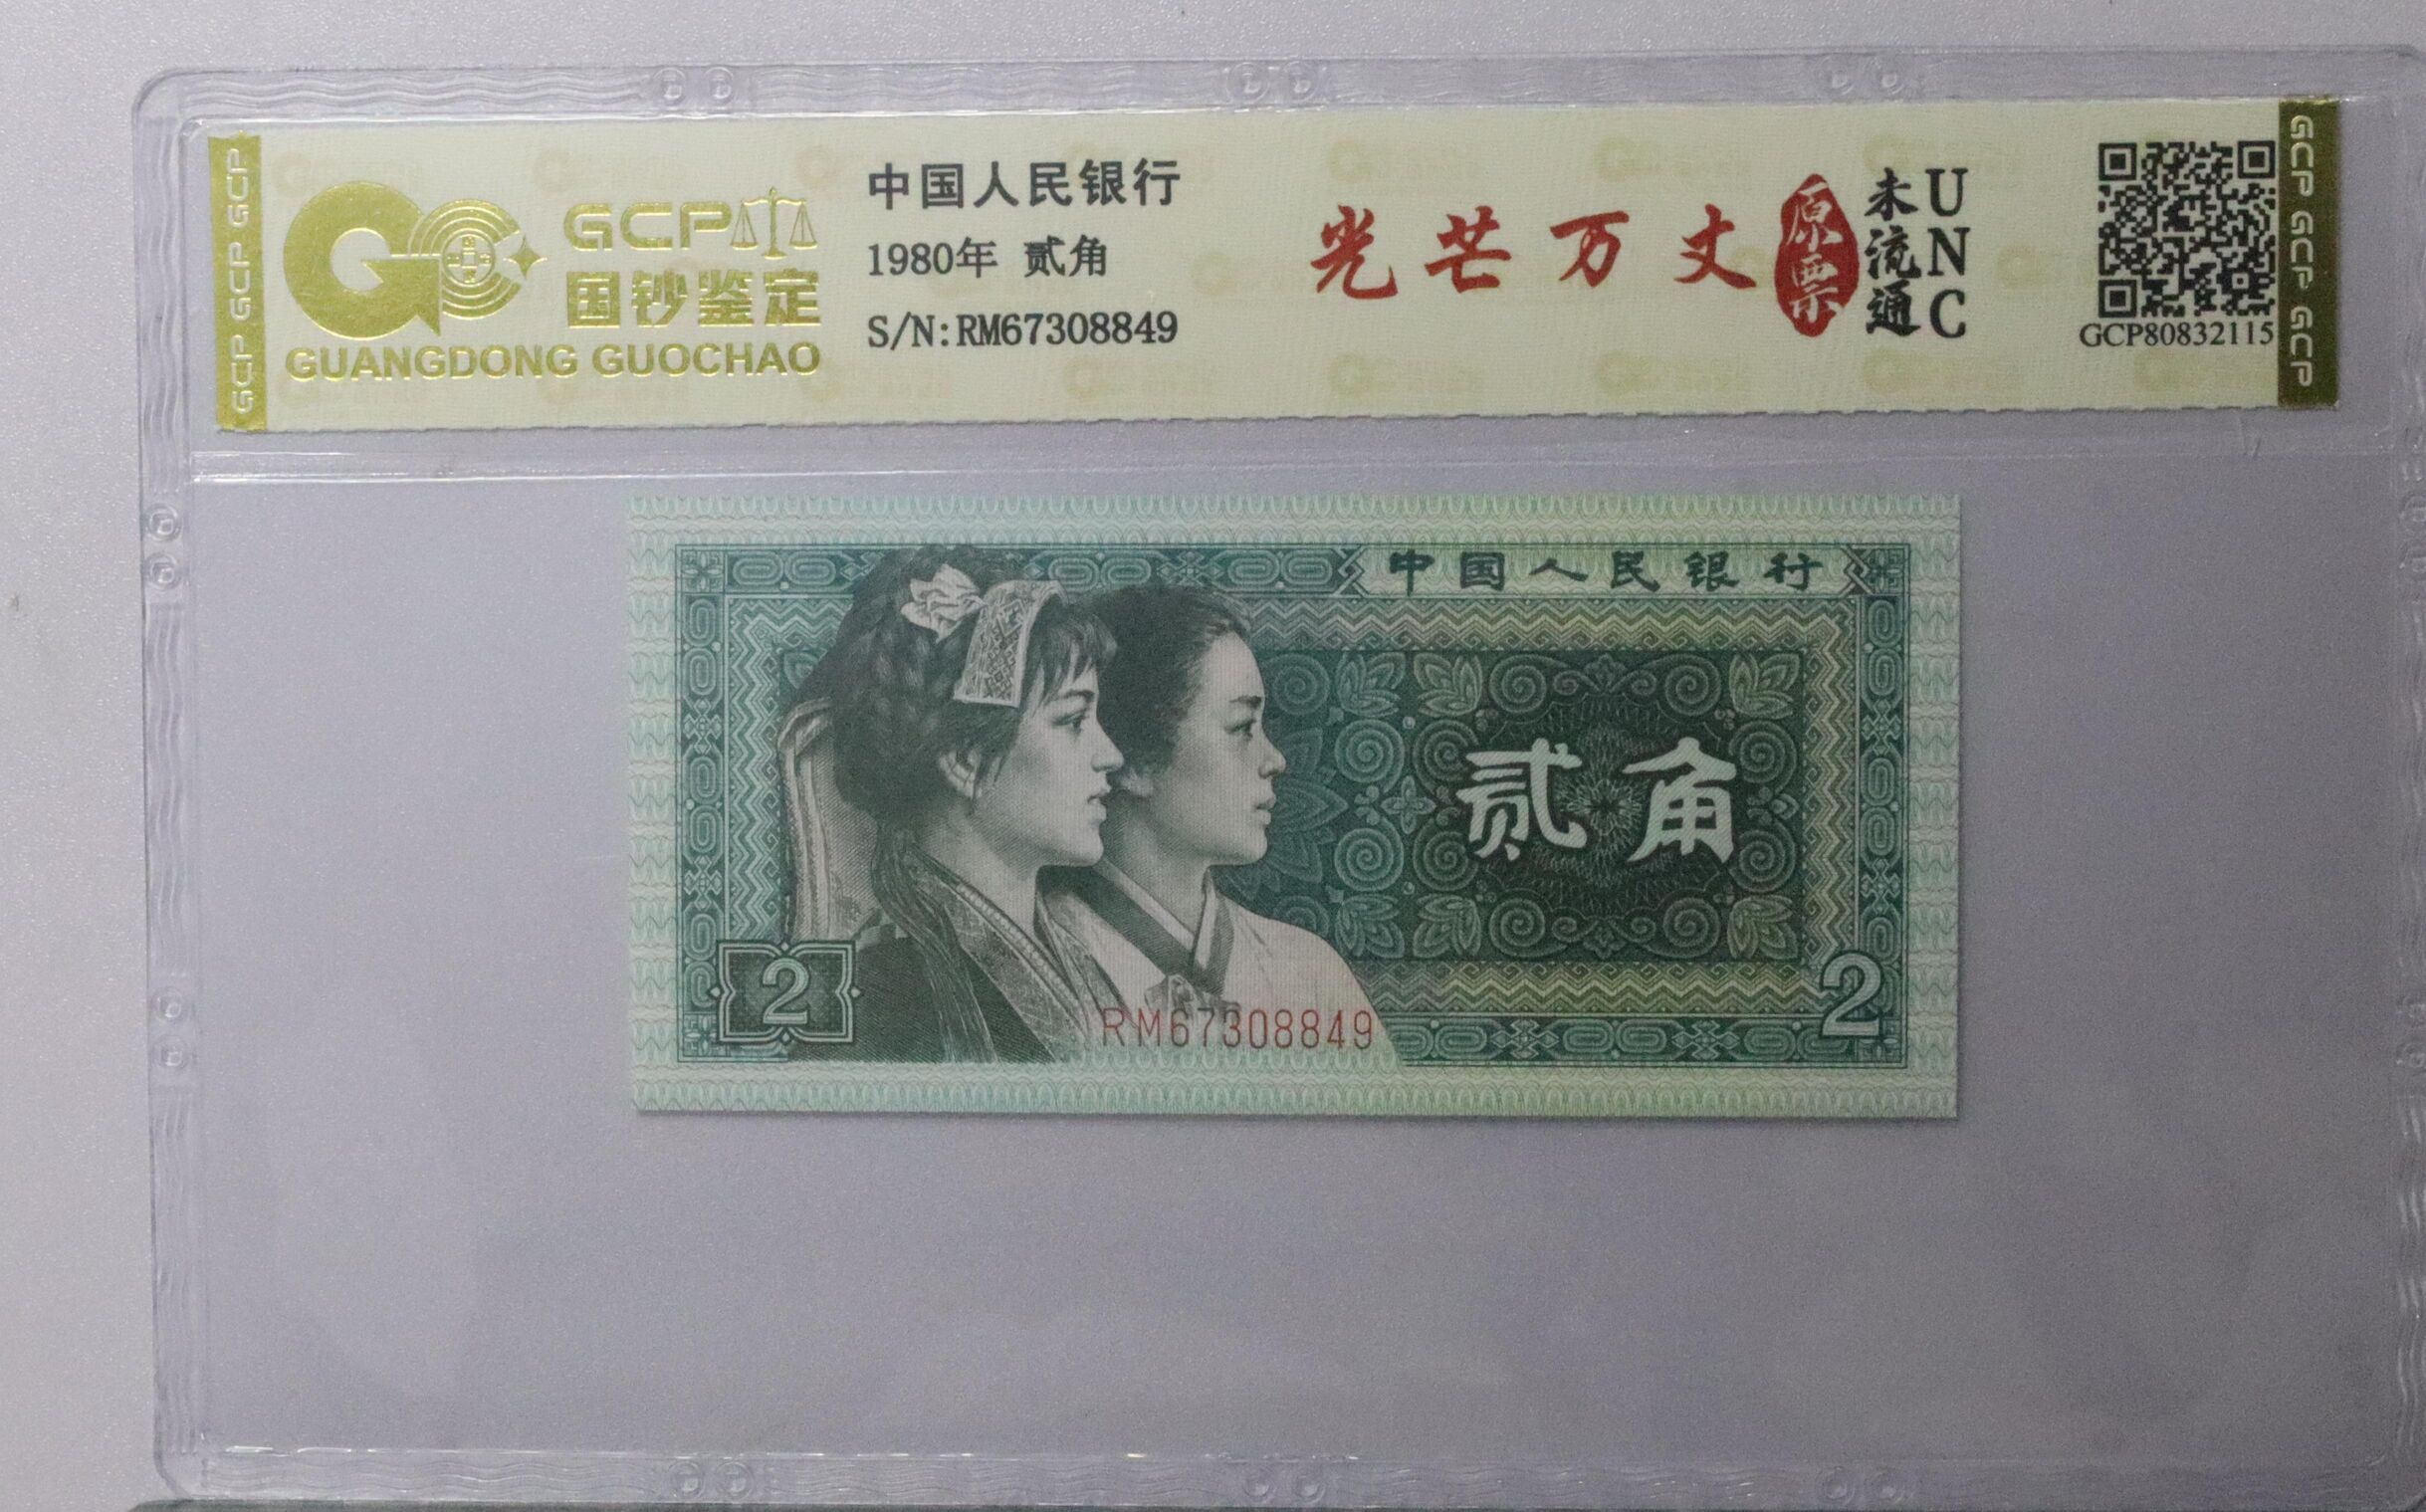 GCP GCP GCP
GCP
国钞鉴定
GUANGDONG GUOCHAO
中国人民银行
1980年 贰角
S/N:RM67308849
光芒万丈
原票
未流通
UNC
GCP80832115
GCP GCP GCP
中国人民银行
贰角
2
2
RM67308849